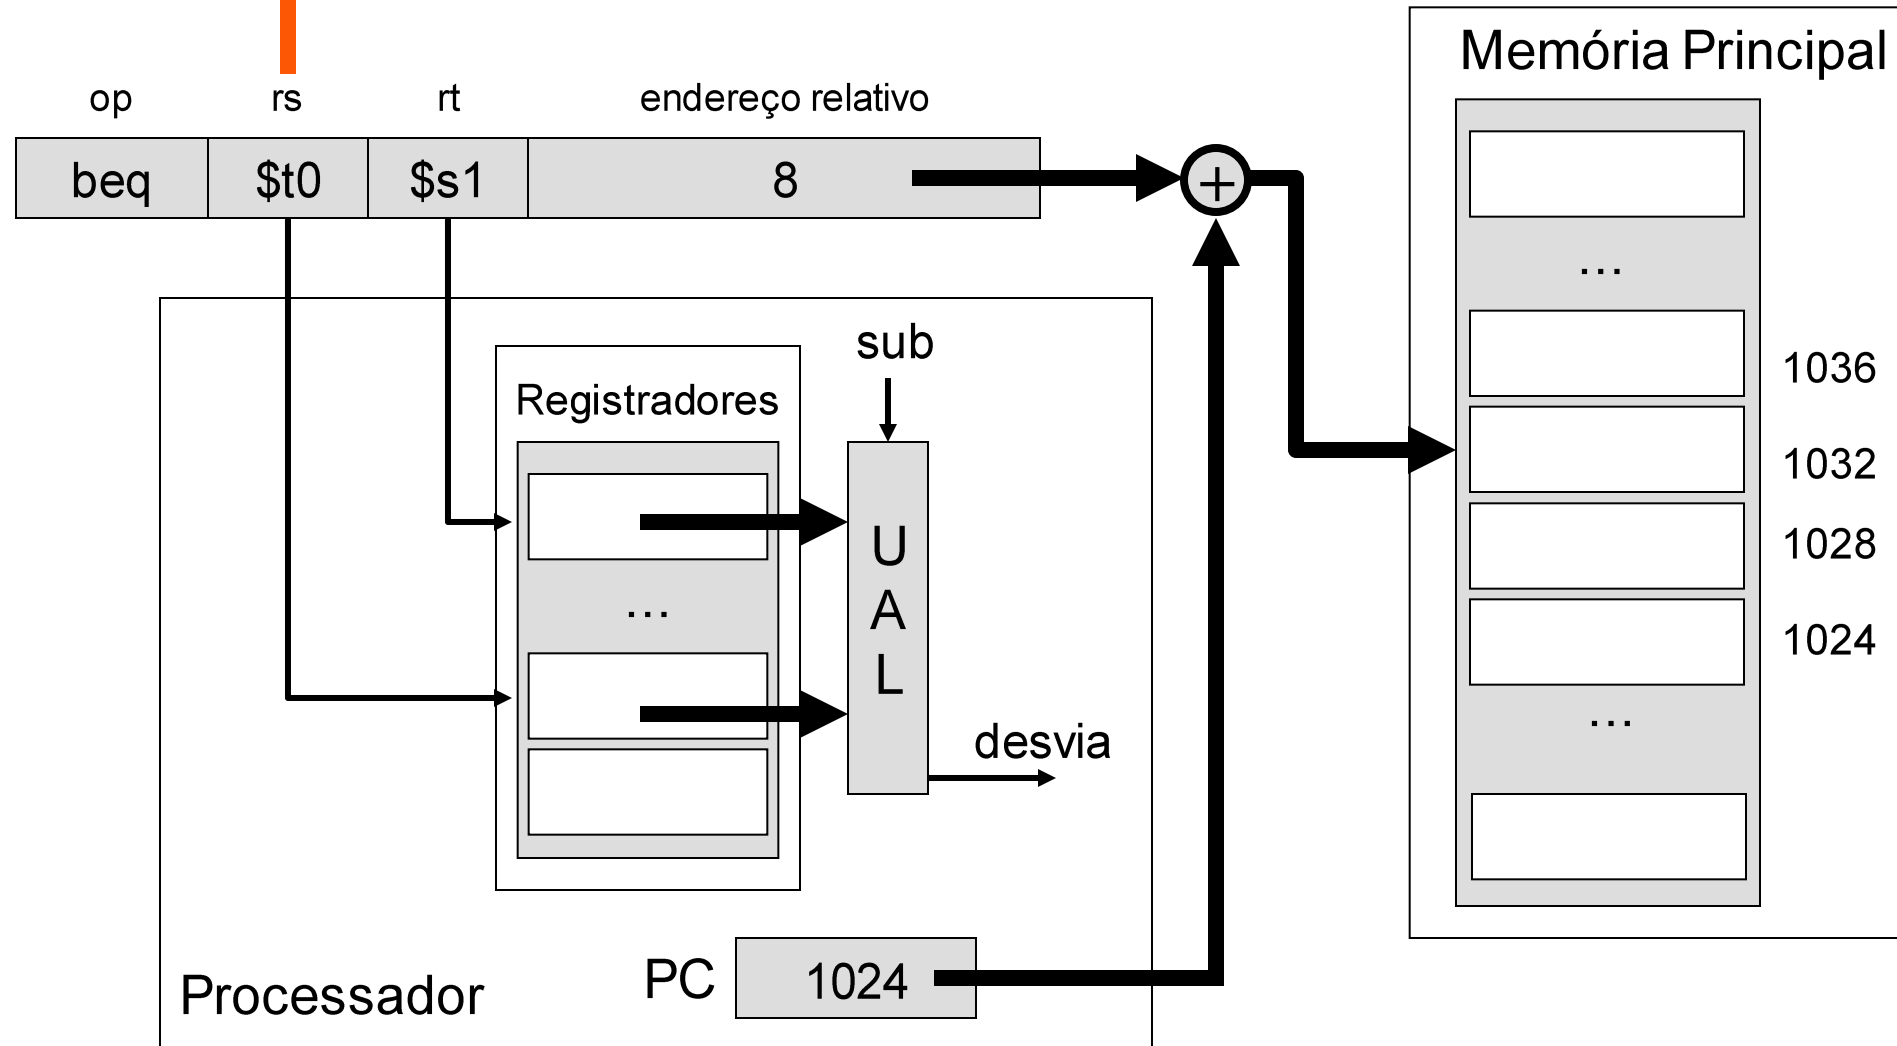 Memória Principal
op rs rt endereço relativo
beq $t0 $s1 8
+
...
sub
1036
Registradores
1032
U
1028
A
...
1024
L
...
desvia
PC 1024
Processador